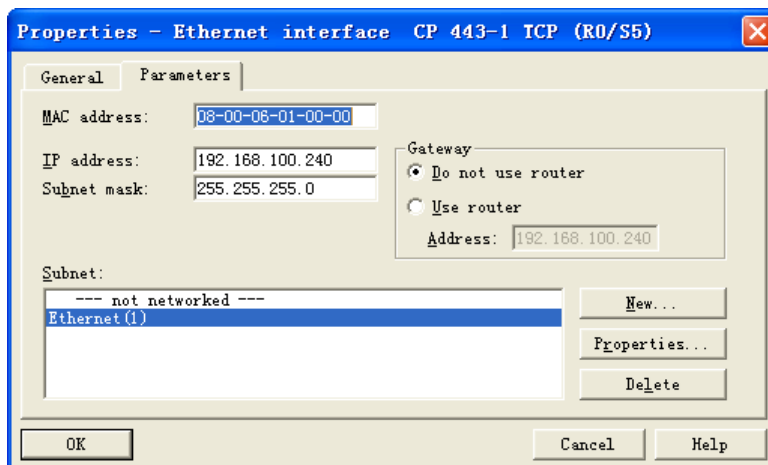 Properties - Ethernet interface  CP 443-1 TCP (R0/S5)
General
Parameters
MAC address:
08-00-06-01-00-00
IP address:
192.168.100.240
Subnet mask:
255.255.255.0
Gateway
Do not use router
Use router
Address:
192.168.100.240
Subnet:
--- not networked ---
Ethernet(1)
New...
Properties...
Delete
OK
Cancel
Help